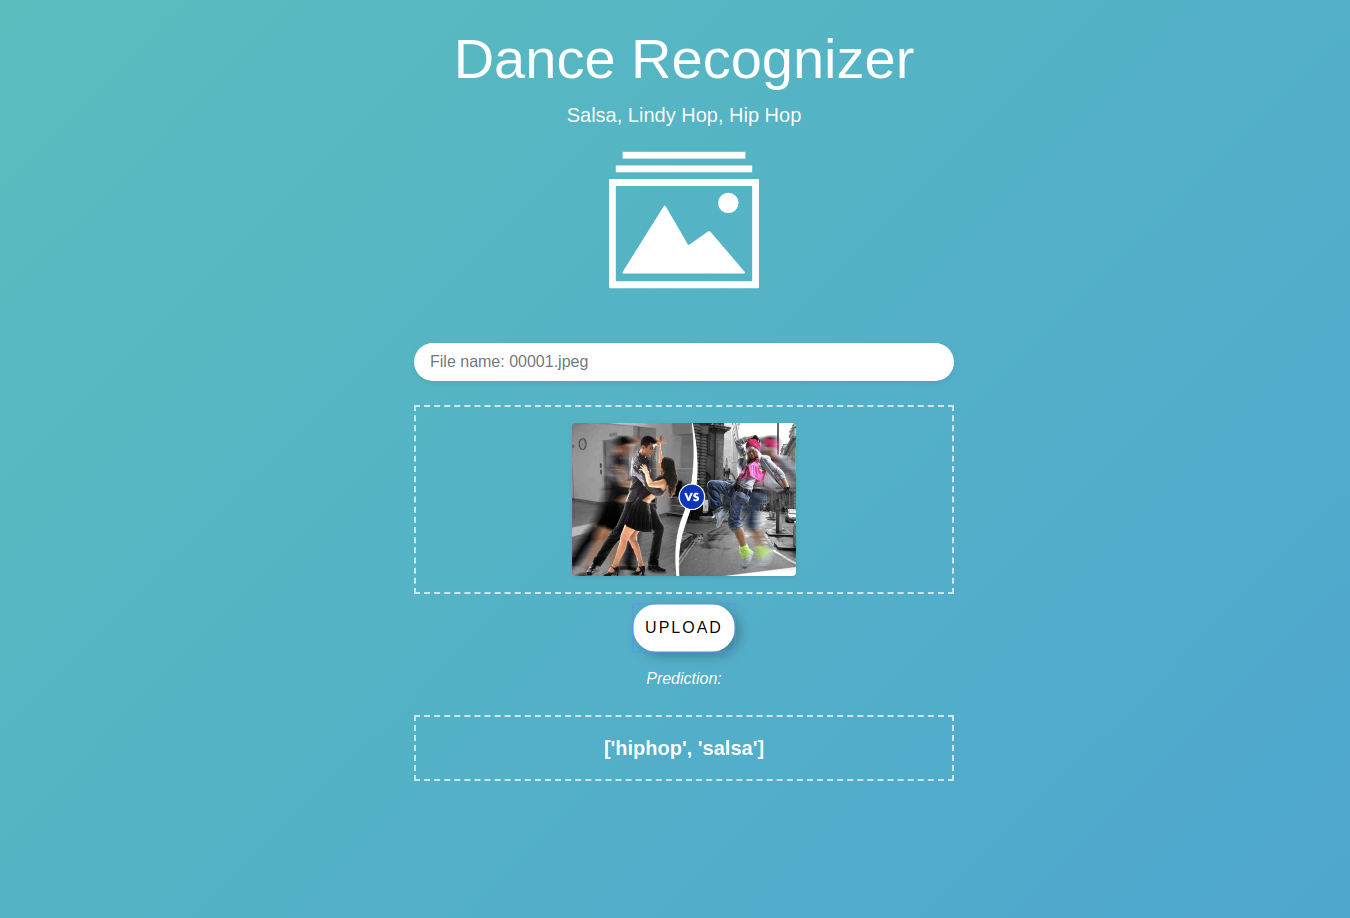 Dance Recognizer
Salsa, Lindy Hop, Hip Hop
File name: 00001.jpeg
VS
UPLOAD
Prediction:
['hiphop', 'salsa']